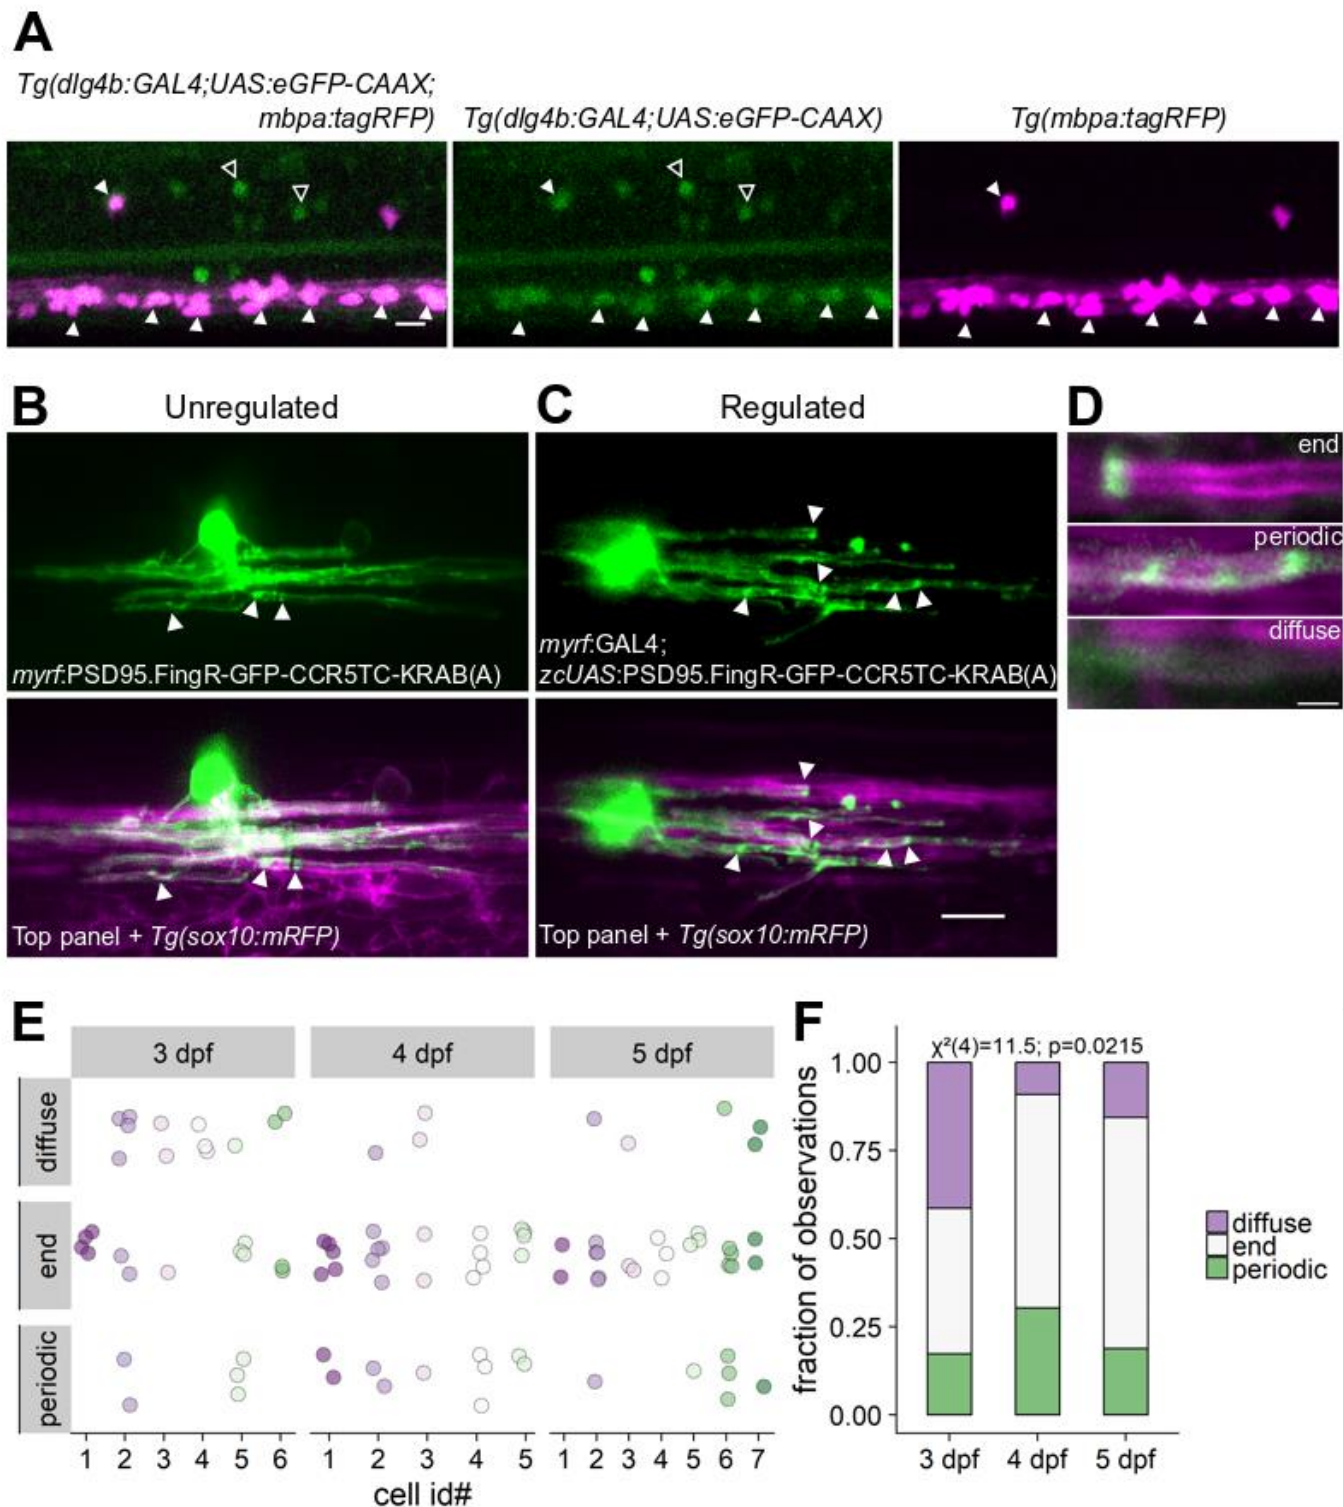 A
Tg(dlg4b:GAL4;UAS:eGFP-CAAX;
mbpa:tagRFP)
Tg(dlg4b:GAL4;UAS:eGFP-CAAX)
Tg(mbpa:tagRFP)
B
Unregulated
myrf:PSD95.FingR-GFP-CCR5TC-KRAB(A)
Top panel + Tg(sox10:mRFP)
C
Regulated
myrf:GAL4;
zcUAS:PSD95.FingR-GFP-CCR5TC-KRAB(A)
Top panel + Tg(sox10:mRFP)
D
end
periodic
diffuse
E
3 dpf
4 dpf
5 dpf
diffuse
end
periodic
1 2 3 4 5 6
1 2 3 4 5
1 2 3 4 5 6 7
cell id#
F
χ²(4)=11.5; p=0.0215
fraction of observations
1.00
0.75
0.50
0.25
0.00
3 dpf
4 dpf
5 dpf
diffuse
end
periodic